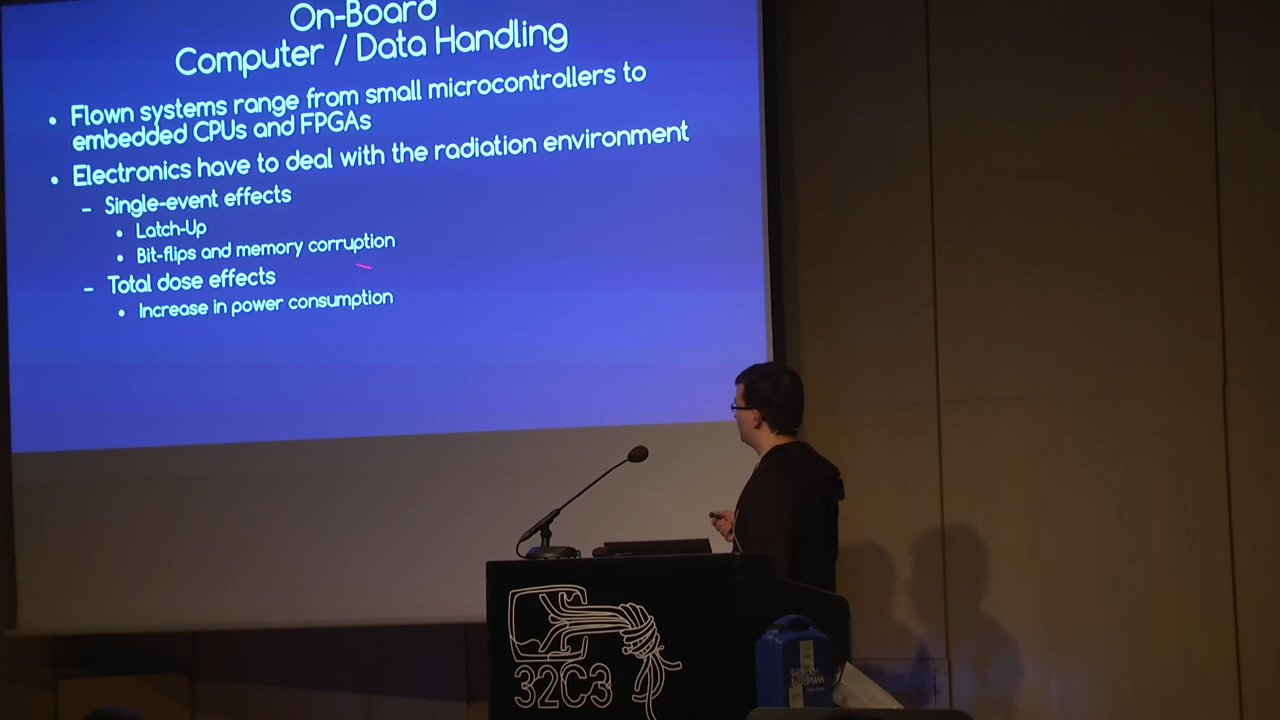 On-Board
Computer / Data Handling
• Flown systems range from small microcontrollers to
embedded CPUs and FPGAs
• Electronics have to deal with the radiation environment
– Single-event effects
• Latch-Up
• Bit-flips and memory corruption
– Total dose effects
• Increase in power consumption
32C3